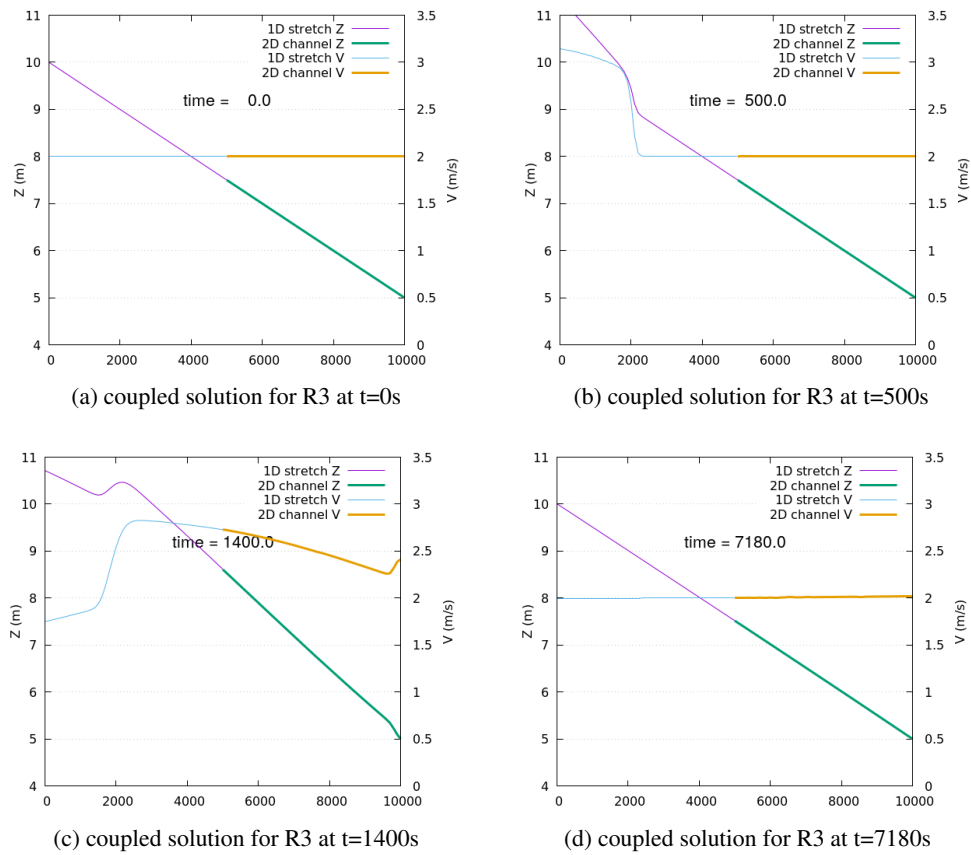 11
10
9
8
7
6
5
4
Z (m)
3.5
3
2.5
2
1.5
1
0.5
0
V (m/s)
1D stretch Z
2D channel Z
1D stretch V
2D channel V
time = 0.0
0 2000 4000 6000 8000 10000
(a) coupled solution for R3 at t=0s
11
10
9
8
7
6
5
4
Z (m)
3.5
3
2.5
2
1.5
1
0.5
0
V (m/s)
1D stretch Z
2D channel Z
1D stretch V
2D channel V
time = 500.0
0 2000 4000 6000 8000 10000
(b) coupled solution for R3 at t=500s
11
10
9
8
7
6
5
4
Z (m)
3.5
3
2.5
2
1.5
1
0.5
0
V (m/s)
1D stretch Z
2D channel Z
1D stretch V
2D channel V
time = 1400.0
0 2000 4000 6000 8000 10000
(c) coupled solution for R3 at t=1400s
11
10
9
8
7
6
5
4
Z (m)
3.5
3
2.5
2
1.5
1
0.5
0
V (m/s)
1D stretch Z
2D channel Z
1D stretch V
2D channel V
time = 7180.0
0 2000 4000 6000 8000 10000
(d) coupled solution for R3 at t=7180s